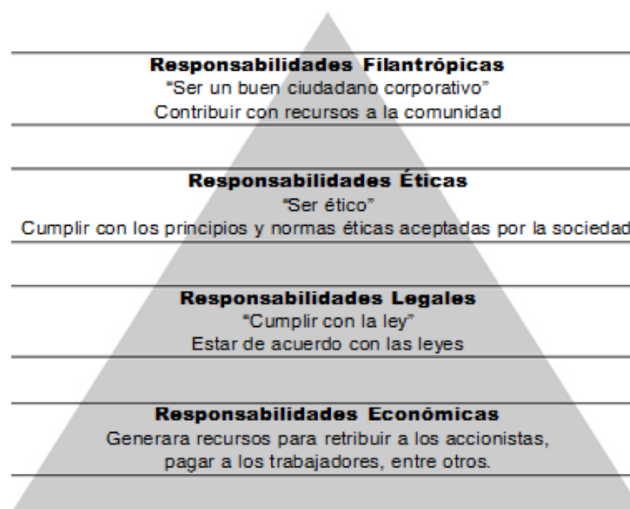 Responsabilidades Filantrópicas
“Ser un buen ciudadano corporativo”
Contribuir con recursos a la comunidad
Responsabilidades Éticas
“Ser ético”
Cumplir con los principios y normas éticas aceptadas por la sociedad
Responsabilidades Legales
“Cumplir con la ley”
Estar de acuerdo con las leyes
Responsabilidades Económicas
Generara recursos para retribuir a los accionistas,
pagar a los trabajadores, entre otros.